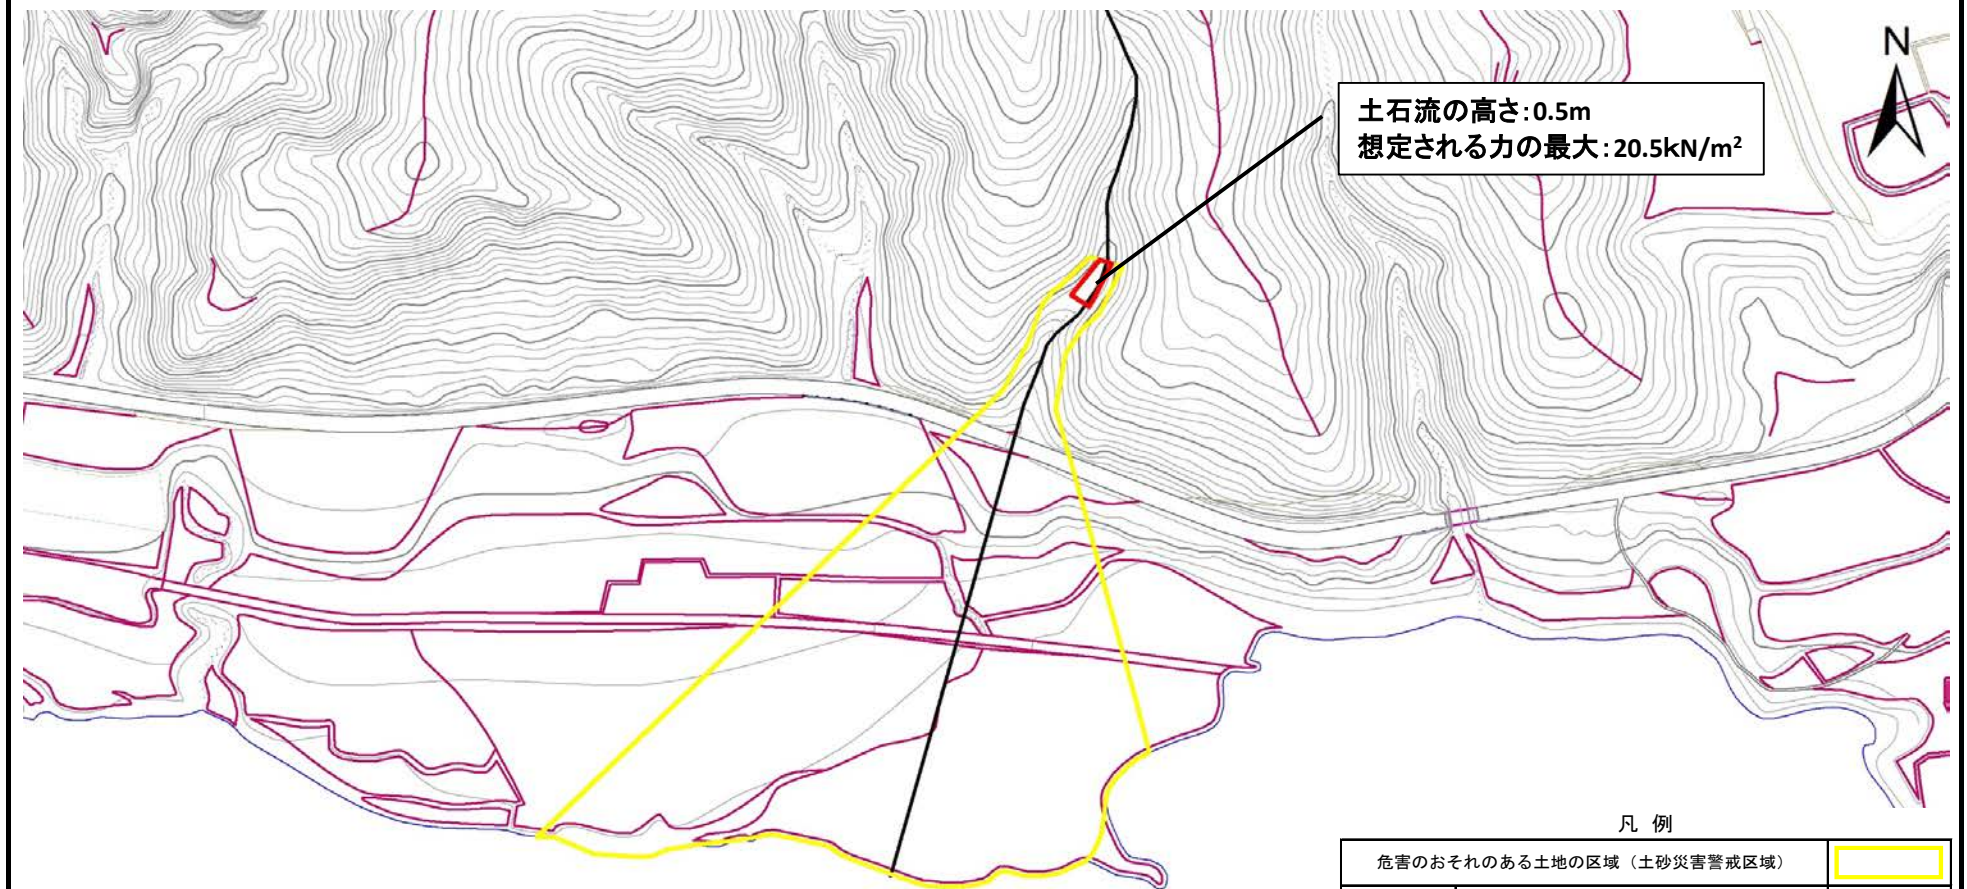 N
土石流の高さ:0.5m
想定される力の最大:20.5kN/m²
凡 例
危害のおそれのある土地の区域（土砂災害警戒区域）